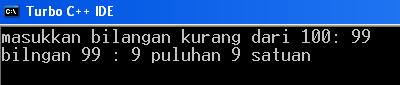 Turbo C++ IDE
masukkan bilangan kurang dari 100: 99
bilngan 99 : 9 puluhan 9 satuan